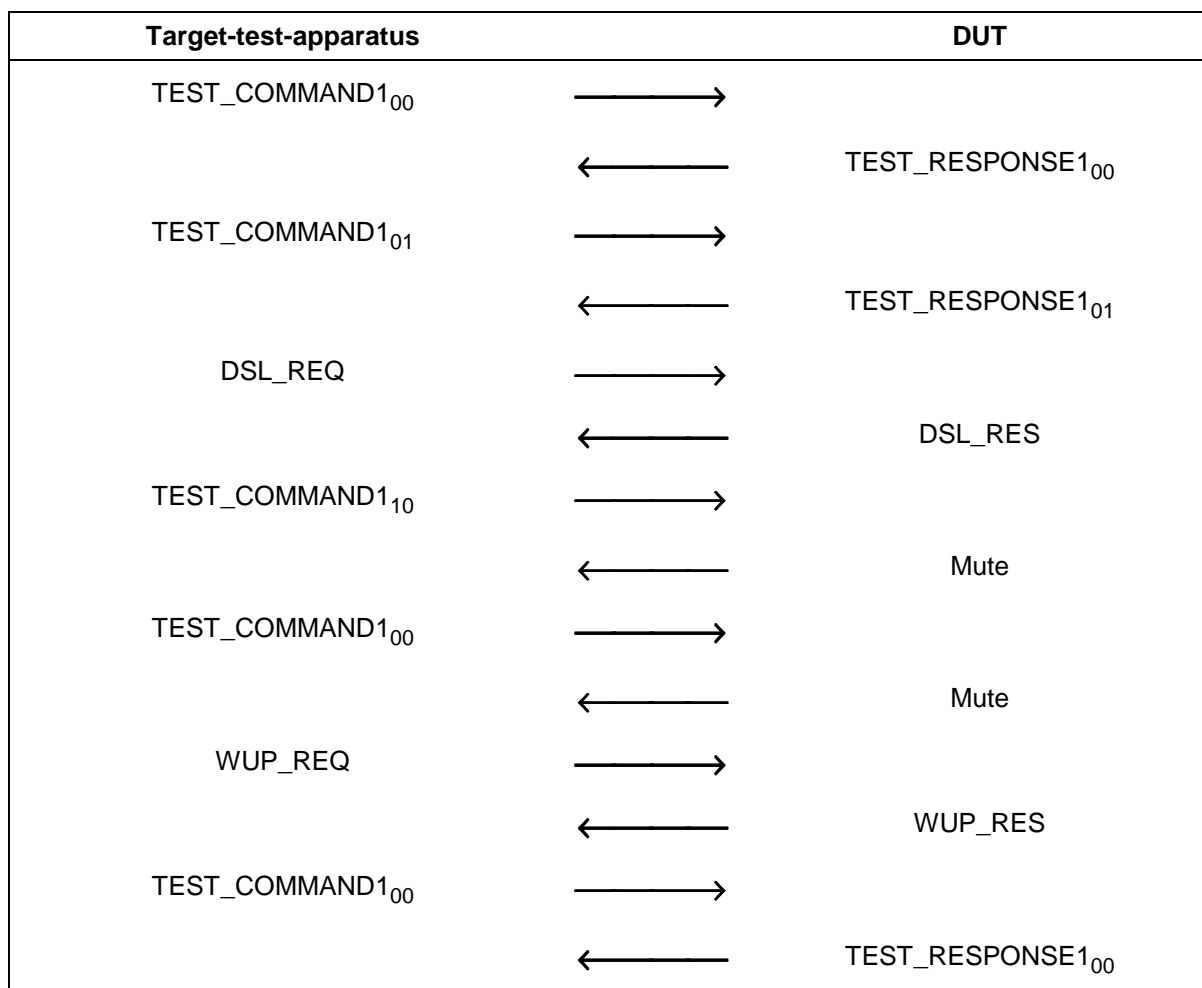 Target-test-apparatus DUT
TEST_COMMAND1₀₀
TEST_RESPONSE1₀₀
TEST_COMMAND1₀₁
TEST_RESPONSE1₀₁
DSL_REQ
DSL_RES
TEST_COMMAND1₁₀
Mute
TEST_COMMAND1₀₀
Mute
WUP_REQ
WUP_RES
TEST_COMMAND1₀₀
TEST_RESPONSE1₀₀